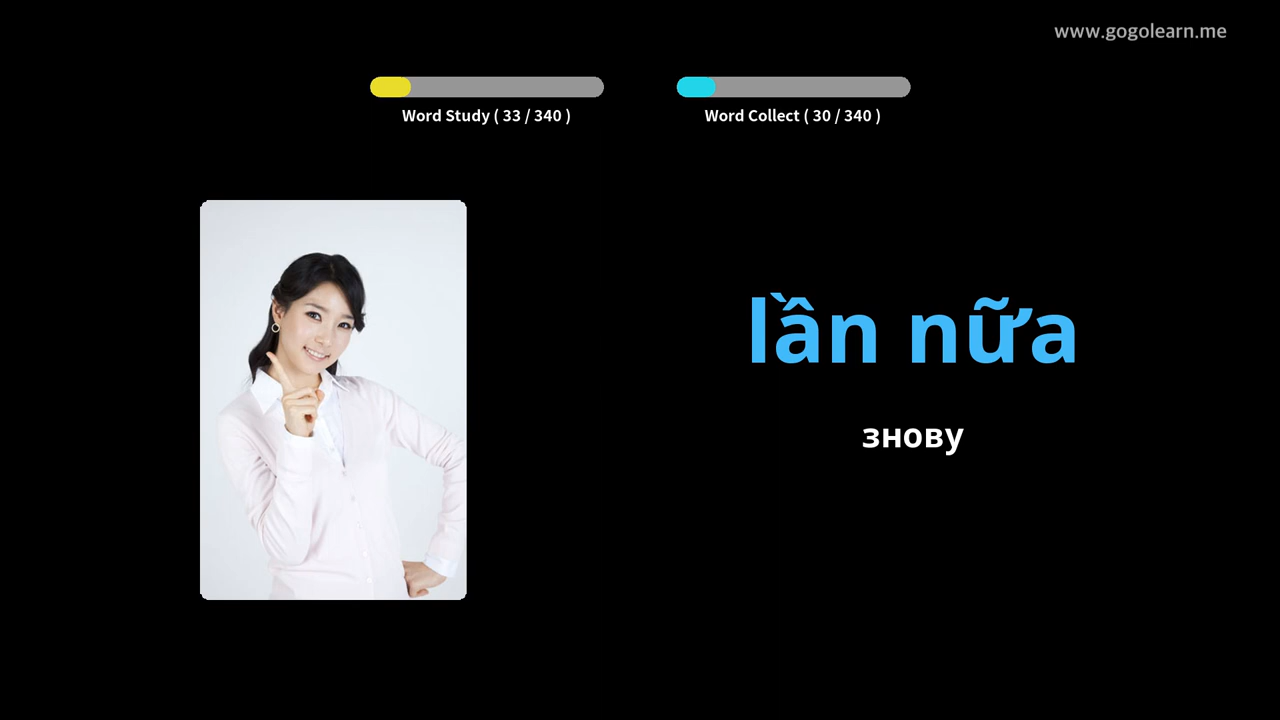 www.gogolearn.me
Word Study ( 33 / 340 )
Word Collect ( 30 / 340 )
lần nữa
знову